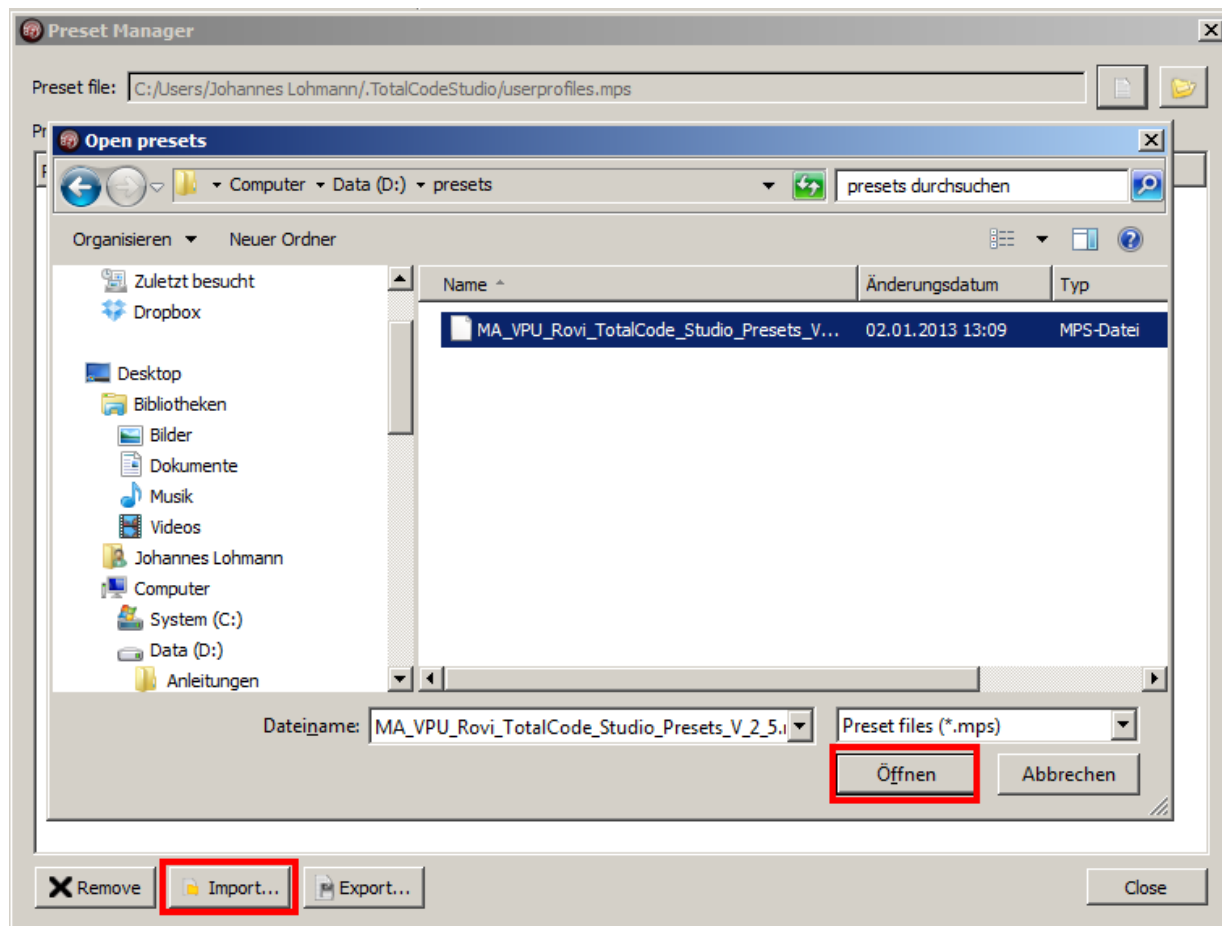 Preset Manager
Preset file: C:/Users/Johannes Lohmann/.TotalCodeStudio/userprofiles.mps
Open presets
Computer Data (D:) presets presets durchsuchen
Organisieren Neuer Ordner
Zuletzt besucht
Dropbox
Desktop
Bibliotheken
Bilder
Dokumente
Musik
Videos
Johannes Lohmann
Computer
System (C:)
Data (D:)
Anleitungen
Name Änderungsdatum Typ
MA_VPU_Rovi_TotalCode_Studio_Presets_V... 02.01.2013 13:09 MPS-Datei
Dateiname: MA_VPU_Rovi_TotalCode_Studio_Presets_V_2_5. Preset files (*.mps)
Öffnen Abbrechen
Remove Import... Export... Close